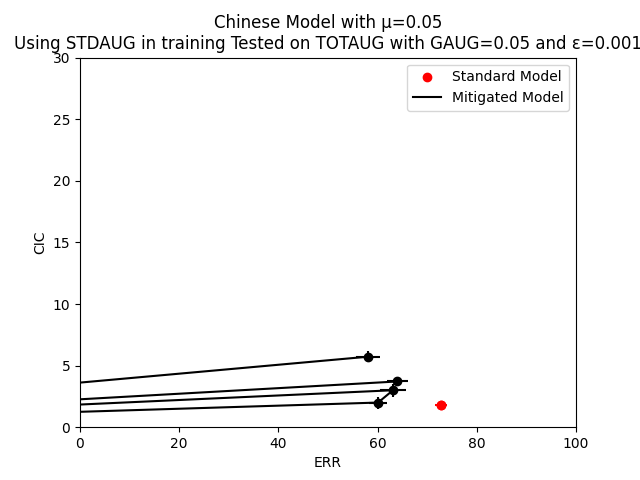 Chinese Model with μ=0.05
Using STDAUG in training Tested on TOTAUG with GAUG=0.05 and ε=0.001
Standard Model
Mitigated Model
30
25
20
15
10
5
0
CIC
0 20 40 60 80 100
ERR